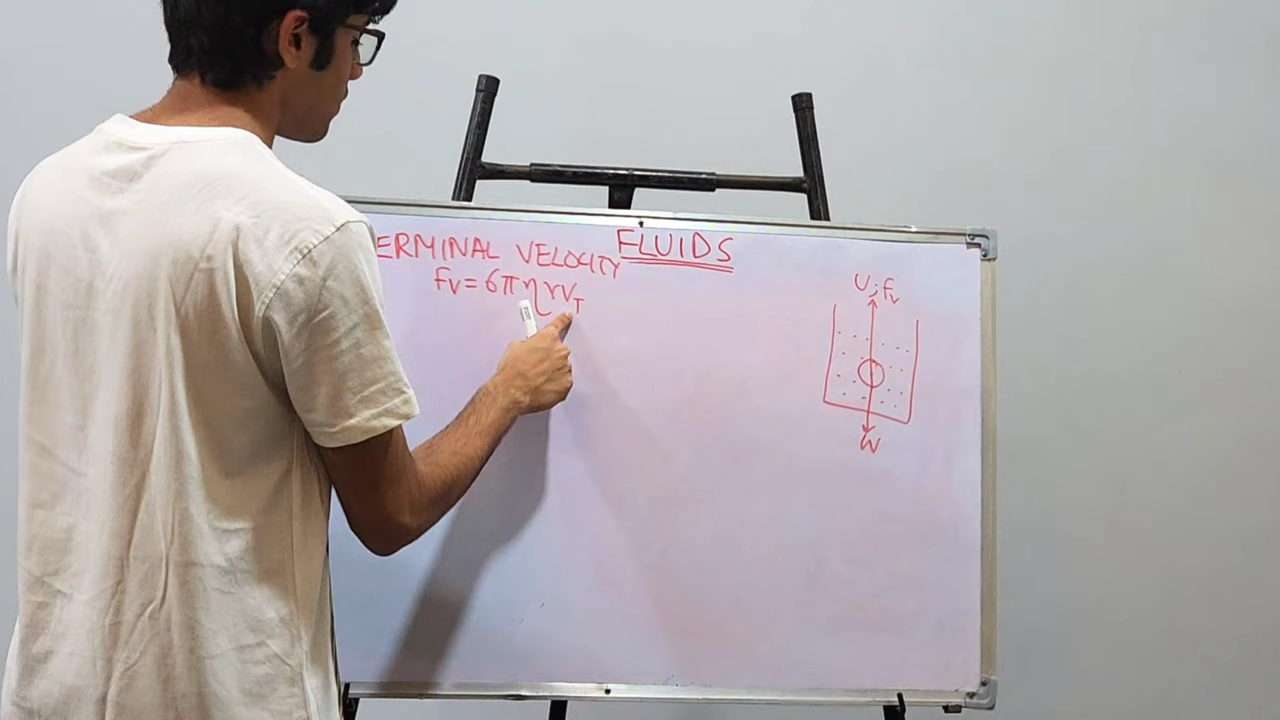 FLUIDS
ERMINAL VELOCITY
Fv = 6πηrVT
U, fv
W